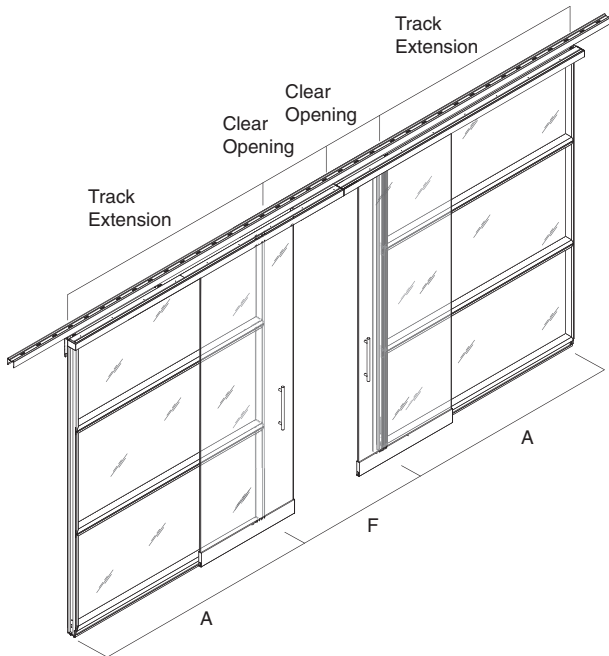 Track
Extension
Clear
Opening
Clear
Opening
Track
Extension
A
F
A